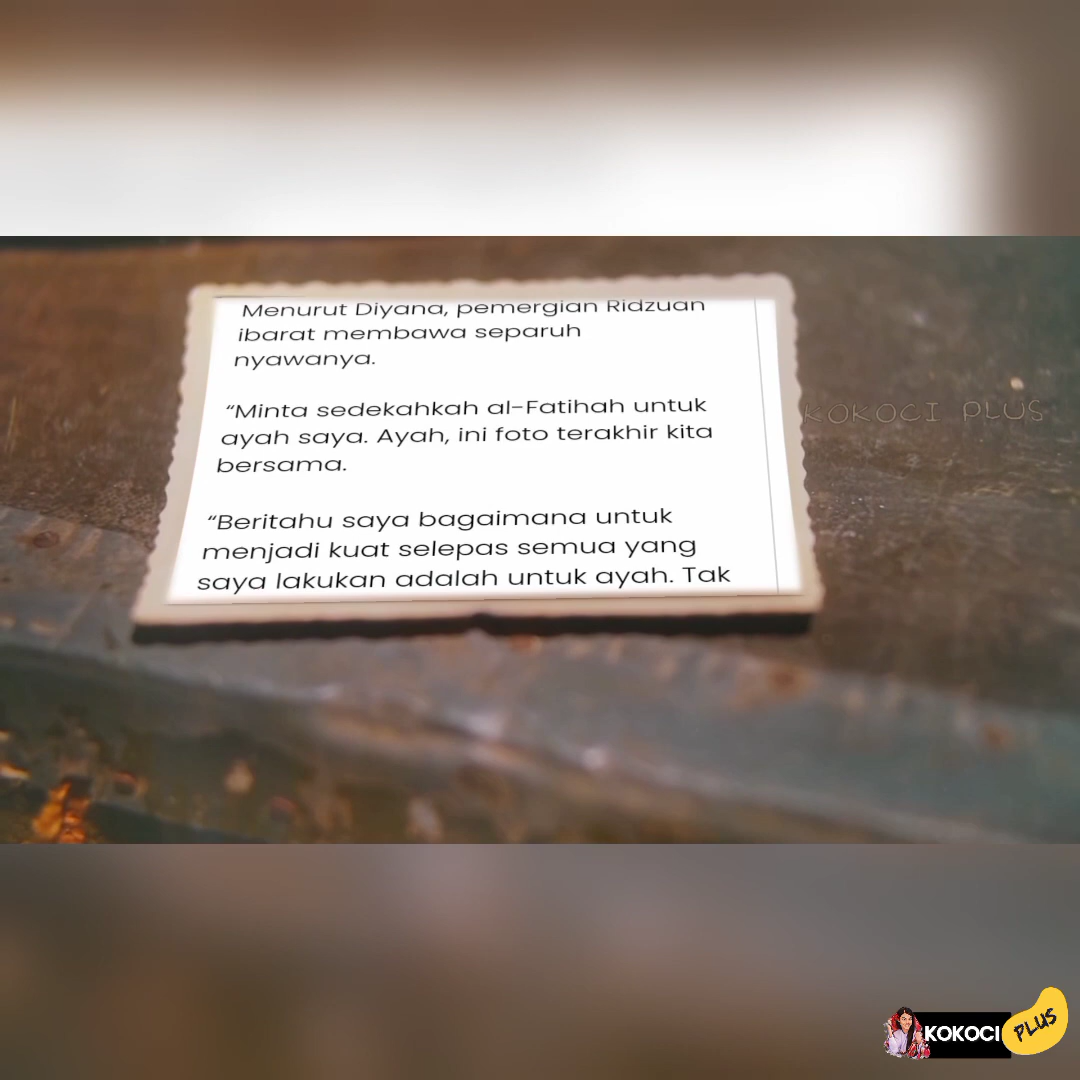 Menurut Diyana, pemergian Ridzuan
ibarat membawa separuh
nyawanya.
“Minta sedekahkah al-Fatihah untuk
ayah saya. Ayah, ini foto terakhir kita
bersama.
“Beritahu saya bagaimana untuk
menjadi kuat selepas semua yang
saya lakukan adalah untuk ayah. Tak
KOKOCI PLUS
KOKOCI PLUS